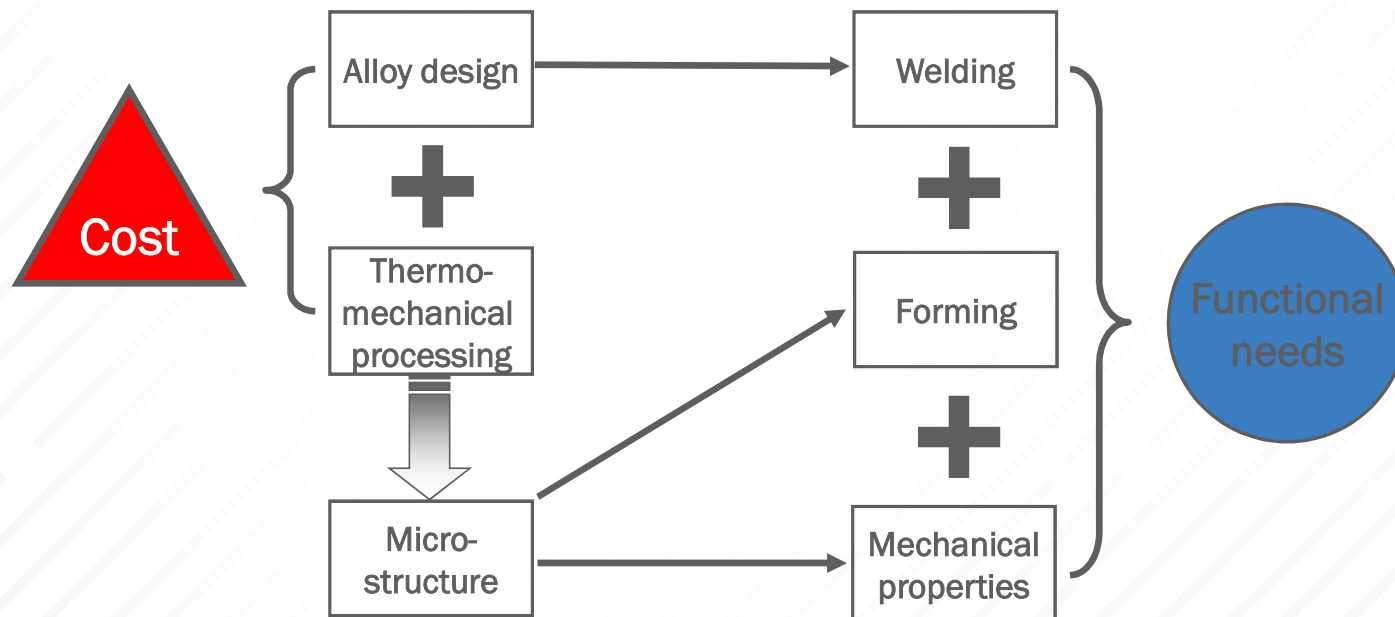 Cost
Alloy design
Thermo-
mechanical
processing
Micro-
structure
Welding
Forming
Mechanical
properties
Functional
needs